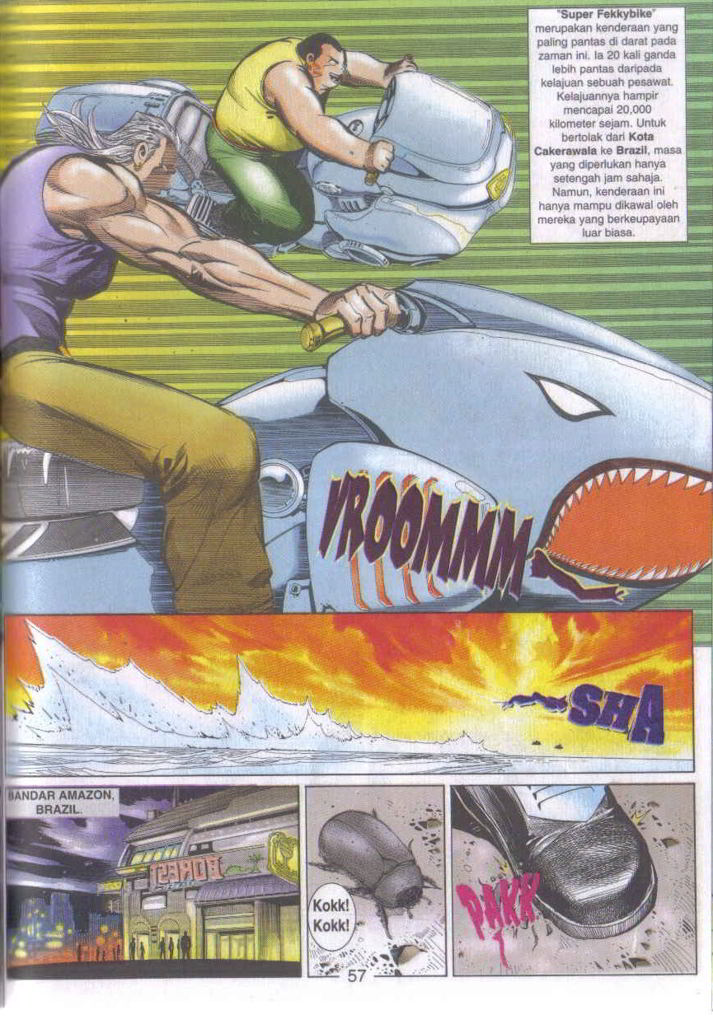 "Super Fekkybike"
merupakan kenderaan yang
paling pantas di darat pada
zaman ini. Ia 20 kali ganda
lebih pantas daripada
kelajuan sebuah pesawat.
Kelajuannya hampir
mencapai 20,000
kilometer sejam. Untuk
bertolak dari Kota
Cakerawala ke Brazil, masa
yang diperlukan hanya
setengah jam sahaja.
Namun, kenderaan ini
hanya mampu dikawal oleh
mereka yang berkeupayaan
luar biasa.
VROOMMM
SHA
BANDAR AMAZON,
BRAZIL.
Kokk!
Kokk!
PAKK
57